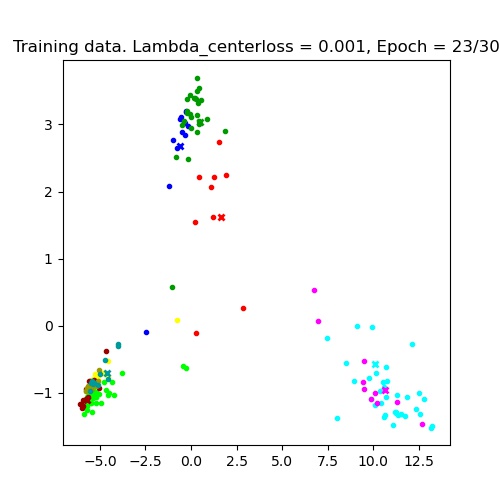 Training data. Lambda_centerloss = 0.001, Epoch = 23/30
3
2
1
0
−1
−5.0 −2.5 0.0 2.5 5.0 7.5 10.0 12.5